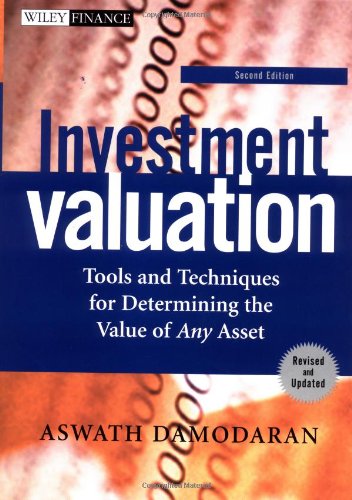 WILEY FINANCE
Second Edition
Investment
valuation
Tools and Techniques
for Determining the
Value of Any Asset
Revised
and
Updated
ASWATH DAMODARAN